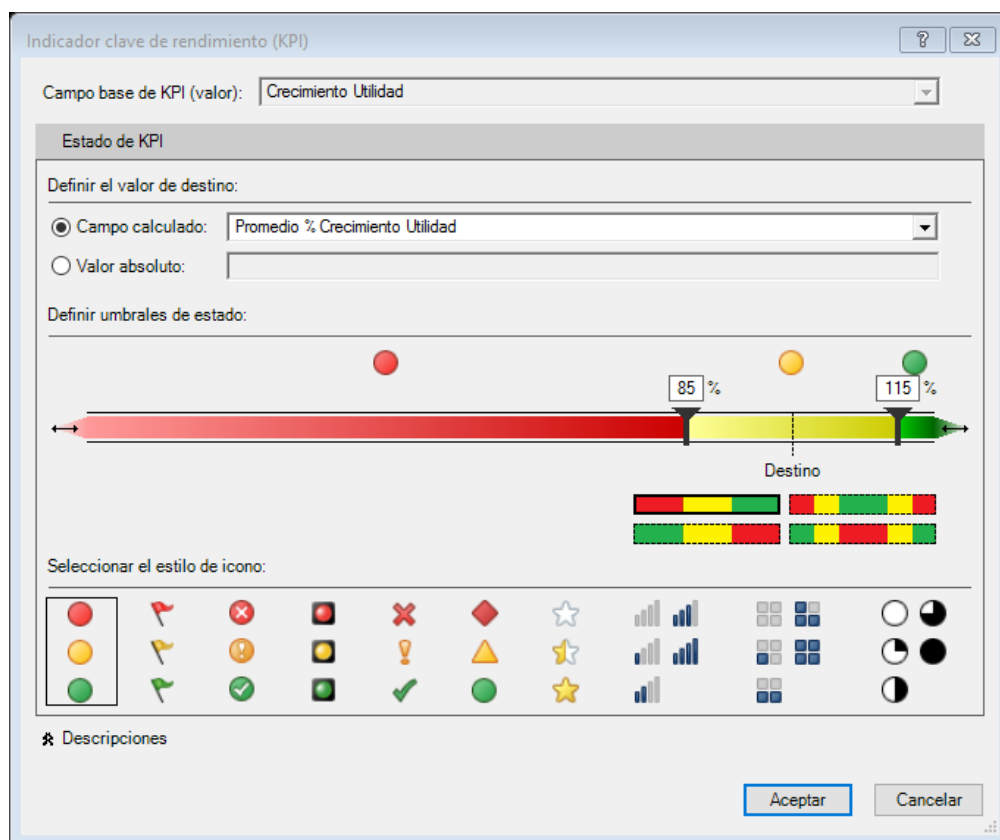 Indicador clave de rendimiento (KPI)
Campo base de KPI (valor): Crecimiento Utilidad
Estado de KPI
Definir el valor de destino:
Campo calculado: Promedio % Crecimiento Utilidad
Valor absoluto:
Definir umbrales de estado:
85 % 115 %
Destino
Seleccionar el estilo de icono:
Descripciones
Aceptar Cancelar